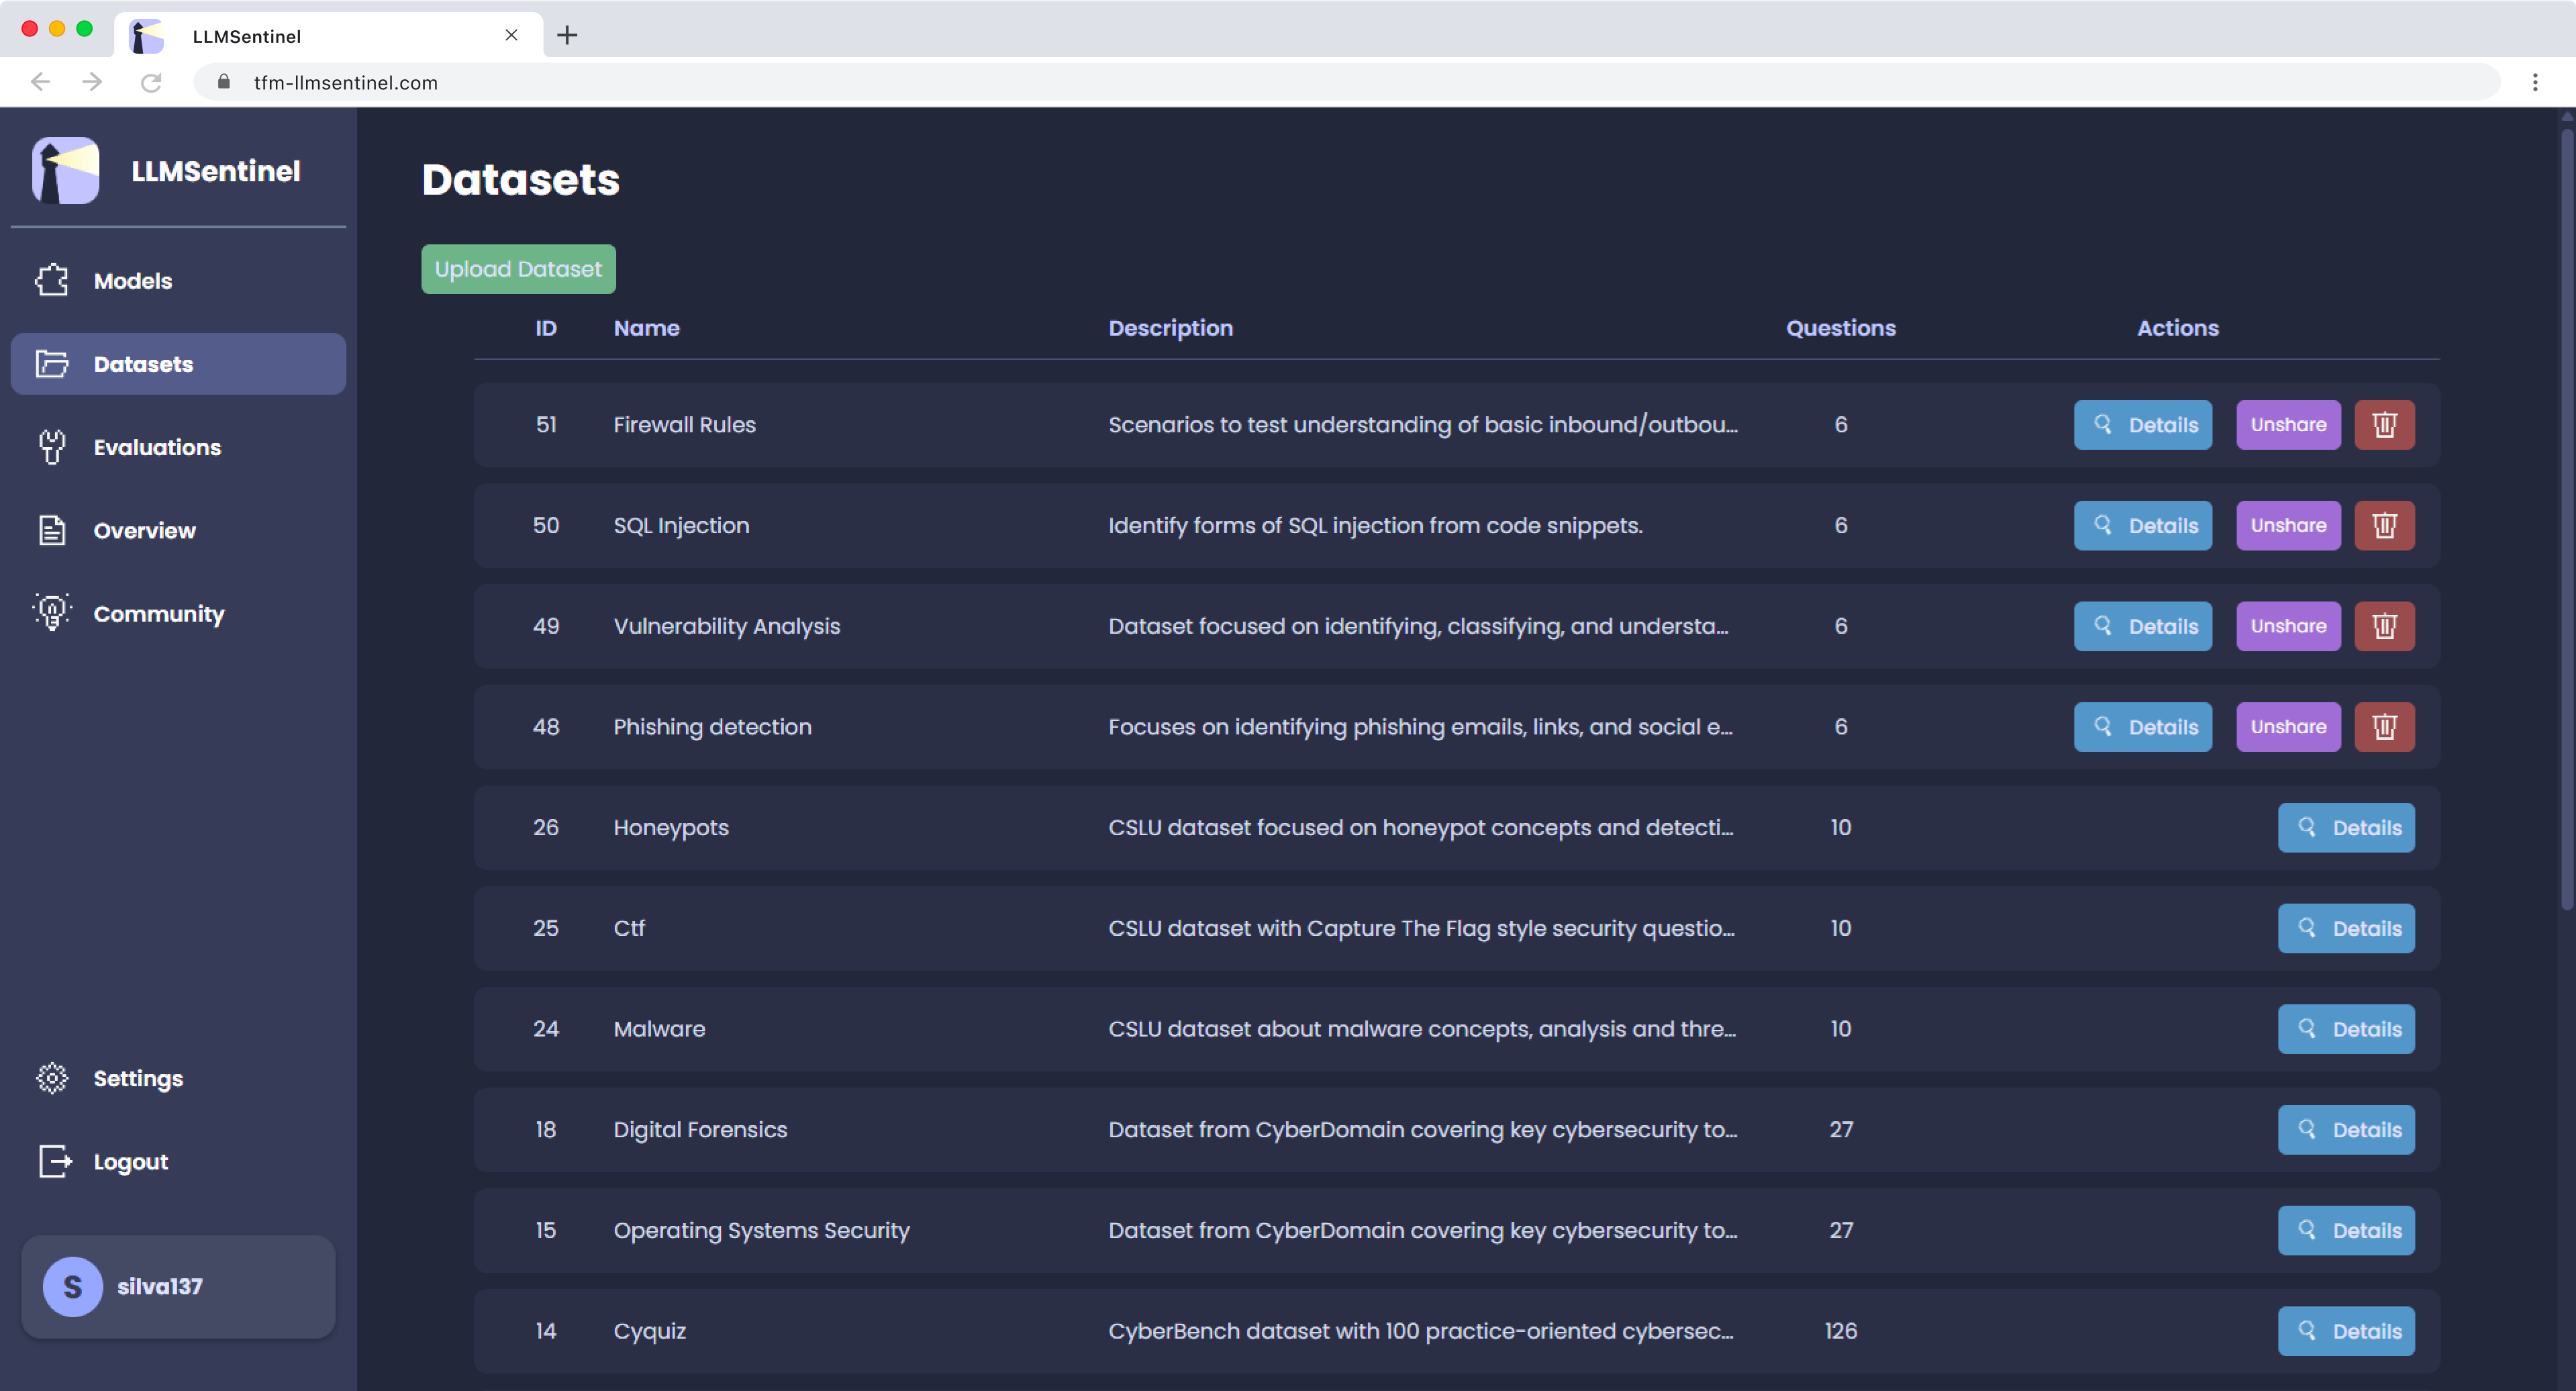 LLMSentinel
tfm-llmsentinel.com
LLMSentinel
Models
Datasets
Evaluations
Overview
Community
Settings
Logout
S silva137
Datasets
Upload Dataset
ID Name Description Questions Actions
51 Firewall Rules Scenarios to test understanding of basic inbound/outbou... 6 Details Unshare
50 SQL Injection Identify forms of SQL injection from code snippets. 6 Details Unshare
49 Vulnerability Analysis Dataset focused on identifying, classifying, and understa... 6 Details Unshare
48 Phishing detection Focuses on identifying phishing emails, links, and social e... 6 Details Unshare
26 Honeypots CSLU dataset focused on honeypot concepts and detecti... 10 Details
25 Ctf CSLU dataset with Capture The Flag style security questio... 10 Details
24 Malware CSLU dataset about malware concepts, analysis and thre... 10 Details
18 Digital Forensics Dataset from CyberDomain covering key cybersecurity to... 27 Details
15 Operating Systems Security Dataset from CyberDomain covering key cybersecurity to... 27 Details
14 Cyquiz CyberBench dataset with 100 practice-oriented cybersec... 126 Details